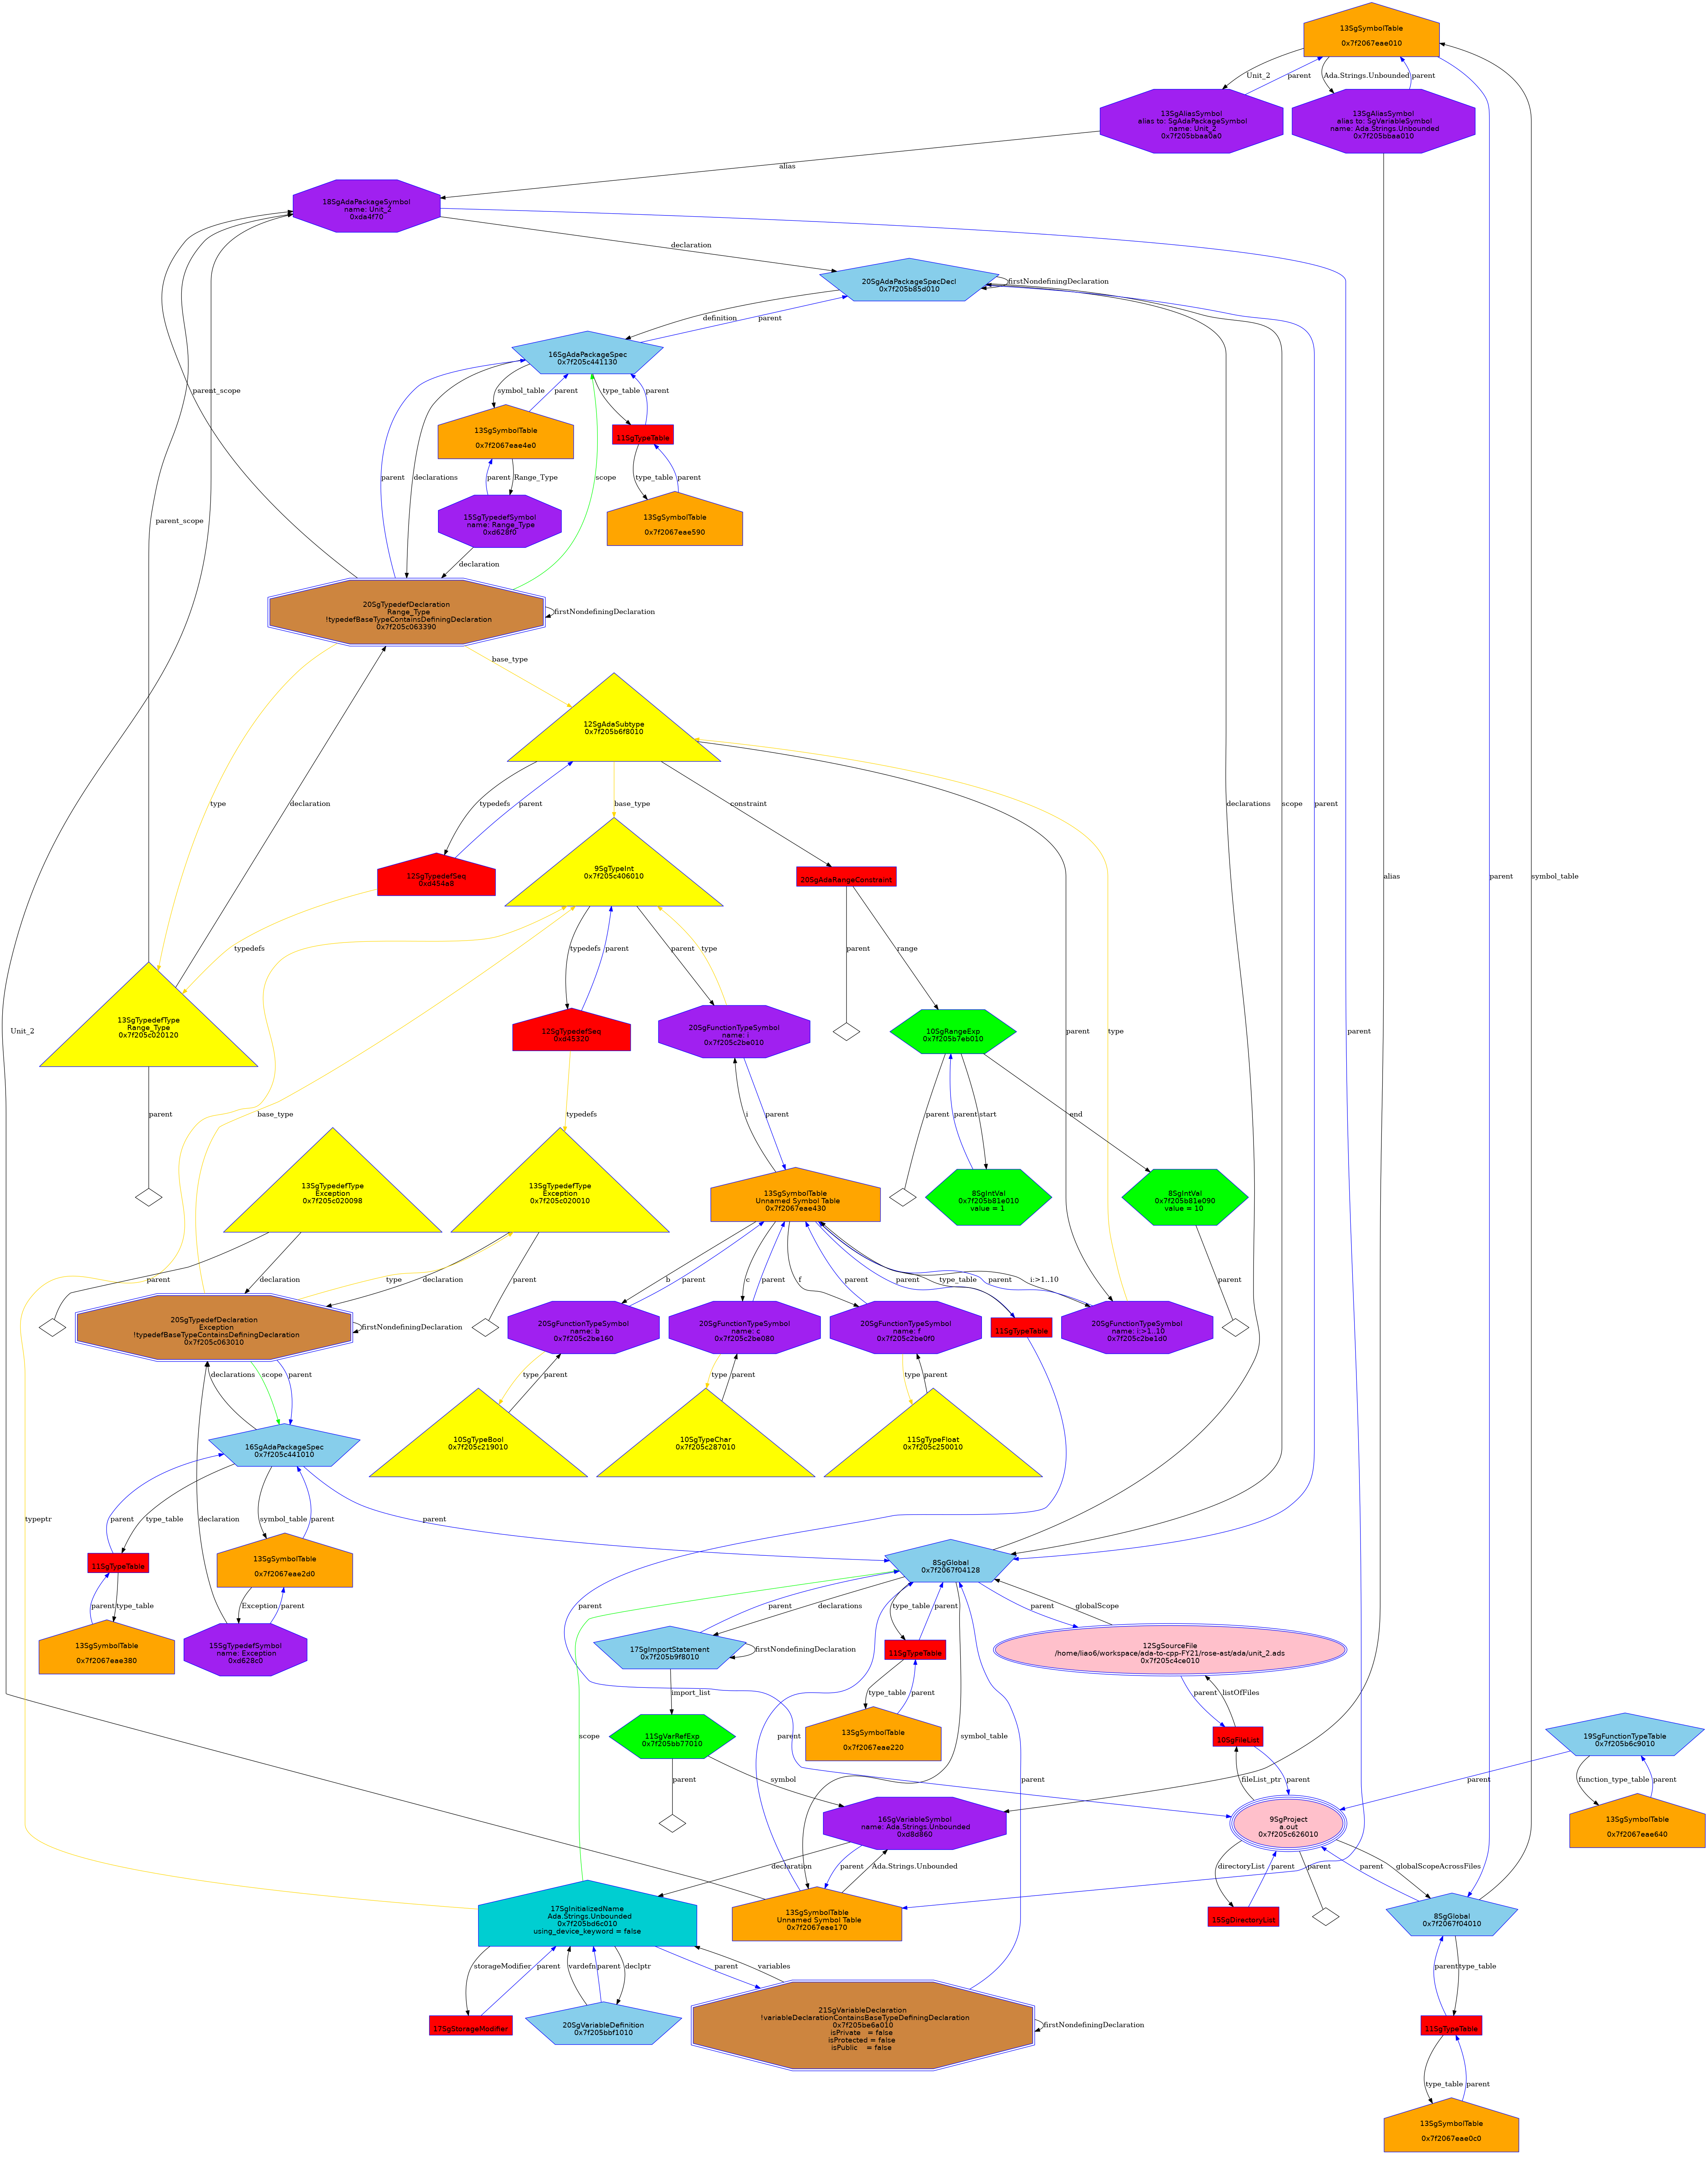 13SgSymbolTable
0x7f2067eae010
Unit_2
parent
Ada.Strings.Unbounded
parent
13SgAliasSymbol
alias to: SgAdaPackageSymbol
name: Unit_2
0x7f205bbaa0a0
13SgAliasSymbol
alias to: SgVariableSymbol
name: Ada.Strings.Unbounded
0x7f205bbaa010
alias
18SgAdaPackageSymbol
name: Unit_2
0xda4f70
declaration
20SgAdaPackageSpecDecl
0x7f205b85d010
firstNondefiningDeclaration
definition
parent
16SgAdaPackageSpec
0x7f205c441130
parent_scope
symbol_table
parent
type_table
parent
13SgSymbolTable
0x7f2067eae4e0
11SgTypeTable
parent
declarations
parent
Range_Type
scope
type_table
parent
15SgTypedefSymbol
name: Range_Type
0xd628f0
13SgSymbolTable
0x7f2067eae590
parent_scope
declaration
20SgTypedefDeclaration
Range_Type
!typedefBaseTypeContainsDefiningDeclaration
0x7f205c063390
firstNondefiningDeclaration
base_type
12SgAdaSubtype
0x7f205b6f8010
type
declaration
typedefs
parent
base_type
constraint
declarations
scope
parent
12SgTypedefSeq
0xd454a8
9SgTypeInt
0x7f205c406010
20SgAdaRangeConstraint
alias
parent
symbol_table
typedefs
typedefs
parent
parent
type
parent
range
13SgTypedefType
Range_Type
0x7f205c020120
Unit_2
12SgTypedefSeq
0xd45320
20SgFunctionTypeSymbol
name: i
0x7f205c2be010
10SgRangeExp
0x7f205b7eb010
parent
type
parent
parent
base_type
typedefs
i
parent
parent
parent
start
end
13SgTypedefType
Exception
0x7f205c020098
13SgTypedefType
Exception
0x7f205c020010
13SgSymbolTable
Unnamed Symbol Table
0x7f2067eae430
8SgIntVal
0x7f205b81e010
value = 1
8SgIntVal
0x7f205b81e090
value = 10
parent
declaration
type
declaration
parent
b
parent
c
parent
f
parent
parent
type_table
parent
i:>1..10
parent
20SgTypedefDeclaration
Exception
!typedefBaseTypeContainsDefiningDeclaration
0x7f205c063010
firstNondefiningDeclaration
20SgFunctionTypeSymbol
name: b
0x7f205c2be160
20SgFunctionTypeSymbol
name: c
0x7f205c2be080
20SgFunctionTypeSymbol
name: f
0x7f205c2be0f0
11SgTypeTable
20SgFunctionTypeSymbol
name: i:>1..10
0x7f205c2be1d0
declarations
scope
parent
type
parent
type
parent
type
parent
16SgAdaPackageSpec
0x7f205c441010
10SgTypeBool
0x7f205c219010
10SgTypeChar
0x7f205c287010
11SgTypeFloat
0x7f205c250010
typeptr
parent
type_table
declaration
symbol_table
parent
parent
parent
11SgTypeTable
13SgSymbolTable
0x7f2067eae2d0
8SgGlobal
0x7f2067f04128
parent
type_table
Exception
parent
parent
declarations
type_table
parent
parent
globalScope
13SgSymbolTable
0x7f2067eae380
15SgTypedefSymbol
name: Exception
0xd628c0
17SgImportStatement
0x7f205b9f8010
firstNondefiningDeclaration
11SgTypeTable
12SgSourceFile
/home/liao6/workspace/ada-to-cpp-FY21/rose-ast/ada/unit_2.ads
0x7f205c4ce010
import_list
type_table
parent
parent
listOfFiles
scope
11SgVarRefExp
0x7f205bb77010
parent
13SgSymbolTable
0x7f2067eae220
symbol_table
10SgFileList
19SgFunctionTypeTable
0x7f205b6c9010
parent
symbol
parent
fileList_ptr
parent
parent
function_type_table
parent
16SgVariableSymbol
name: Ada.Strings.Unbounded
0xd8d860
9SgProject
a.out
0x7f205c626010
13SgSymbolTable
0x7f2067eae640
declaration
parent
Ada.Strings.Unbounded
directoryList
parent
parent
globalScopeAcrossFiles
parent
17SgInitializedName
Ada.Strings.Unbounded
0x7f205bd6c010
using_device_keyword = false
13SgSymbolTable
Unnamed Symbol Table
0x7f2067eae170
15SgDirectoryList
8SgGlobal
0x7f2067f04010
storageModifier
parent
vardefn
parent
declptr
parent
variables
parent
type_table
17SgStorageModifier
20SgVariableDefinition
0x7f205bbf1010
21SgVariableDeclaration
!variableDeclarationContainsBaseTypeDefiningDeclaration
0x7f205be6a010
isPrivate = false
isProtected = false
isPublic = false
firstNondefiningDeclaration
11SgTypeTable
type_table
parent
13SgSymbolTable
0x7f2067eae0c0